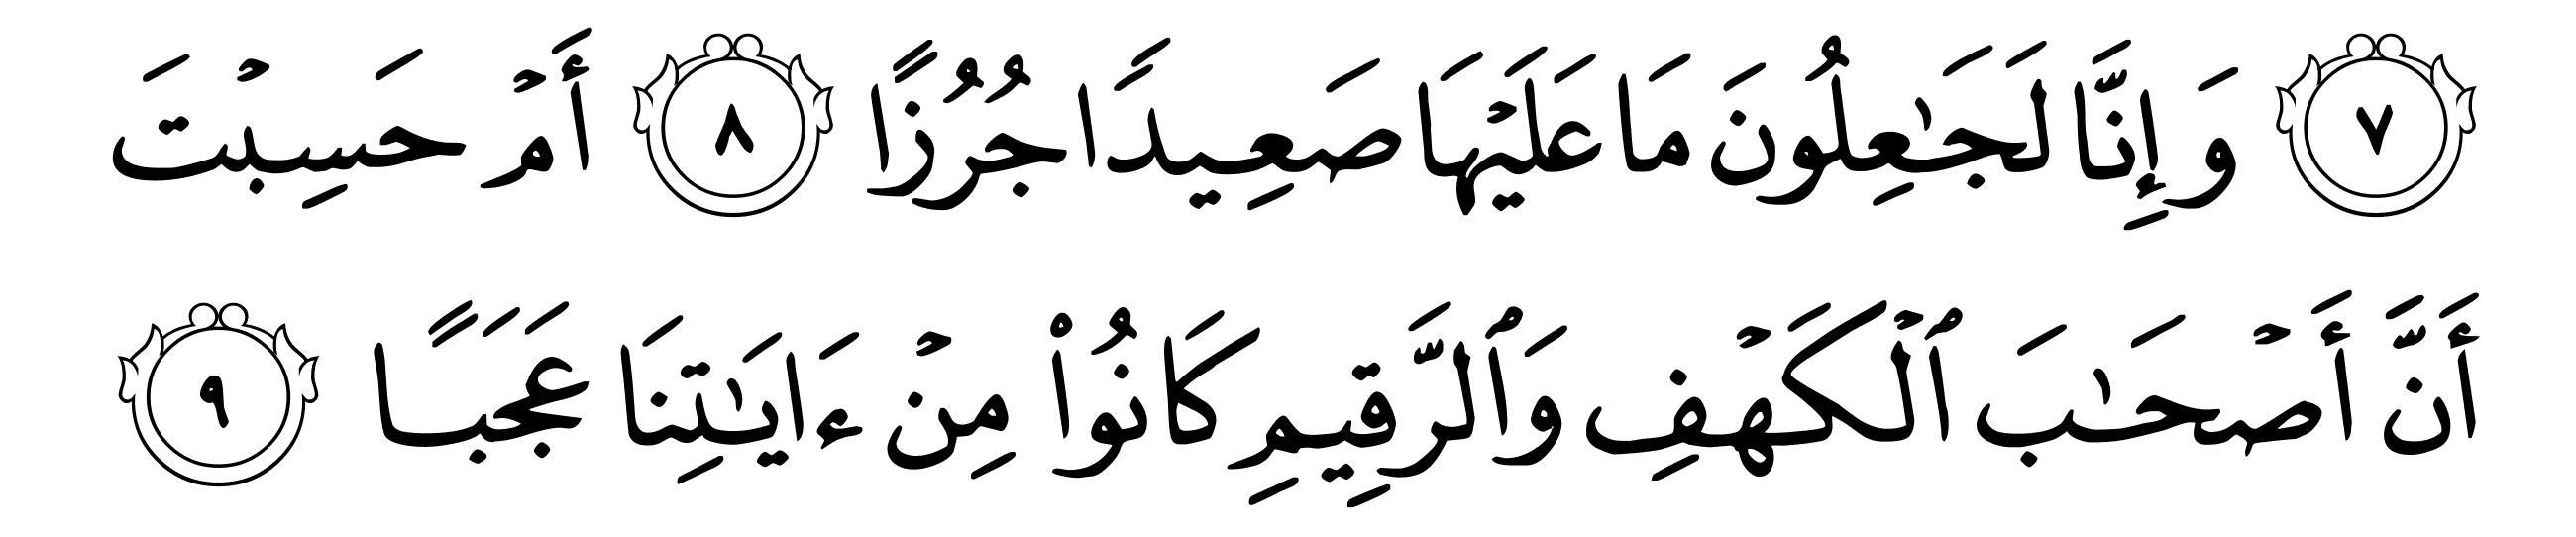 ٧ وَإِنَّا لَجَٰعِلُونَ مَا عَلَيْهَا صَعِيدًا جُرُزًا ٨ أَمْ حَسِبْتَ
أَنَّ أَصْحَٰبَ ٱلْكَهْفِ وَٱلرَّقِيمِ كَانُوا۟ مِنْ ءَايَٰتِنَا عَجَبًا ٩